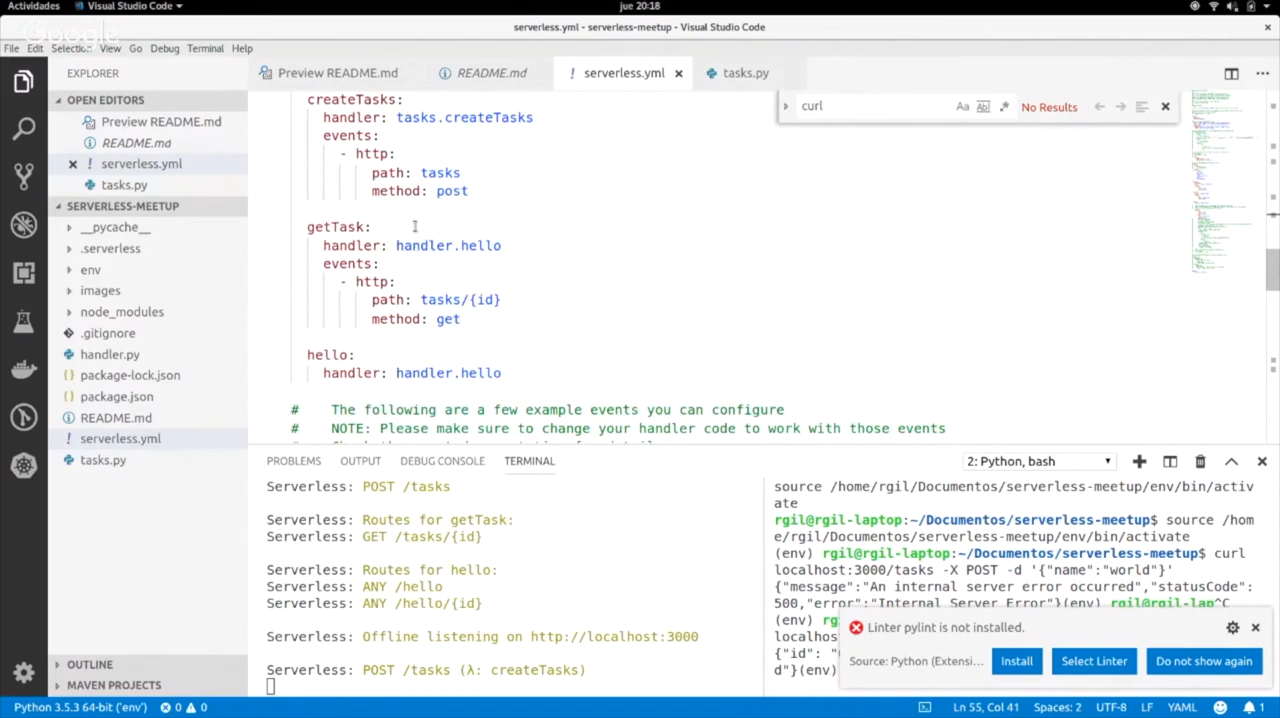 Actividades
Visual Studio Code
jue 20:18
serverless.yml - serverless-meetup - Visual Studio Code
Google
File Edit Selection View Go Debug Terminal Help
EXPLORER
OPEN EDITORS
Preview README.md
README.md
serverless.yml
tasks.py
SERVERLESS-MEETUP
__pycache__
.serverless
env
images
node_modules
.gitignore
handler.py
package-lock.json
package.json
README.md
serverless.yml
tasks.py
OUTLINE
MAVEN PROJECTS
Preview README.md
README.md
serverless.yml
tasks.py
curl
No Results
createTasks:
handler: tasks.createTasks
events:
- http:
path: tasks
method: post
getTask:
handler: handler.hello
events:
- http:
path: tasks/{id}
method: get
hello:
handler: handler.hello
# The following are a few example events you can configure
# NOTE: Please make sure to change your handler code to work with those events
PROBLEMS OUTPUT DEBUG CONSOLE TERMINAL
2: Python, bash
Serverless: POST /tasks
Serverless: Routes for getTask:
Serverless: GET /tasks/{id}
Serverless: Routes for hello:
Serverless: ANY /hello
Serverless: ANY /hello/{id}
Serverless: Offline listening on http://localhost:3000
Serverless: POST /tasks (λ: createTasks)
source /home/rgil/Documentos/serverless-meetup/env/bin/activ
ate
rgil@rgil-laptop:~/Documentos/serverless-meetup$ source /hom
e/rgil/Documentos/serverless-meetup/env/bin/activate
(env) rgil@rgil-laptop:~/Documentos/serverless-meetup$ curl
localhost:3000/tasks -X POST -d '{"name":"world"}'
{"message":"An internal server error occurred","statusCode":
500,"error":"Internal Server Error"}(env) rgil@rgil-lap^C
(env)
localhos
{"id": "
d"}(env)
Linter pylint is not installed.
Source: Python (Extensi...
Install
Select Linter
Do not show again
Python 3.5.3 64-bit ('env')
0
0
Ln 55, Col 41
Spaces: 2
UTF-8
LF
YAML
1